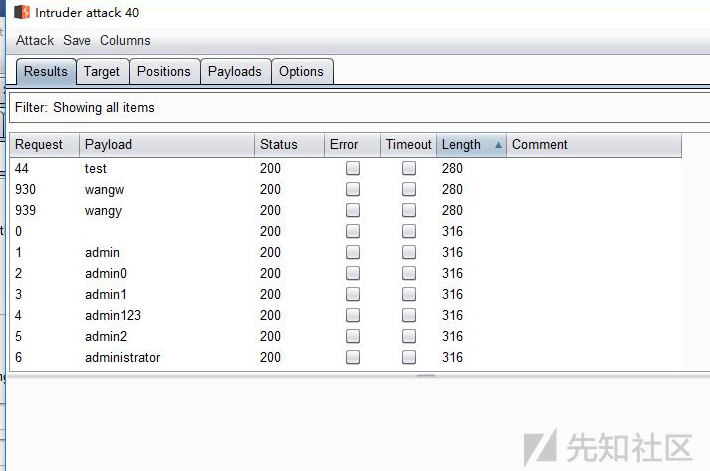 Intruder attack 40
Attack Save Columns
Results Target Positions Payloads Options
Filter: Showing all items
Request Payload Status Error Timeout Length Comment
44 test 200 280
930 wangw 200 280
939 wangy 200 280
0 200 316
1 admin 200 316
2 admin0 200 316
3 admin1 200 316
4 admin123 200 316
5 admin2 200 316
6 administrator 200 316
先知社区